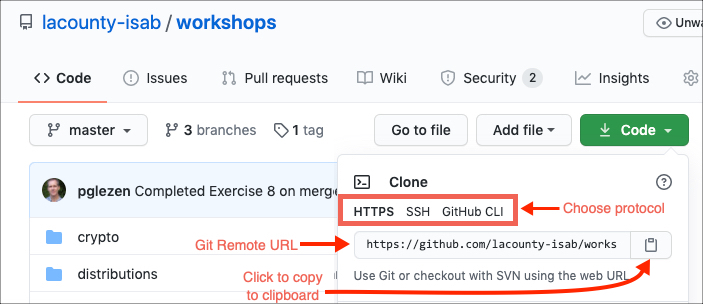 lacounty-isab / workshops
Unwa
Code Issues Pull requests Wiki Security 2 Insights
master 3 branches 1 tag Go to file Add file Code
pglezen Completed Exercise 8 on merge
Clone
HTTPS SSH GitHub CLI
Choose protocol
crypto
Git Remote URL
https://github.com/lacounty-isab/works
distributions
Click to copy
to clipboard
Use Git or checkout with SVN using the web URL